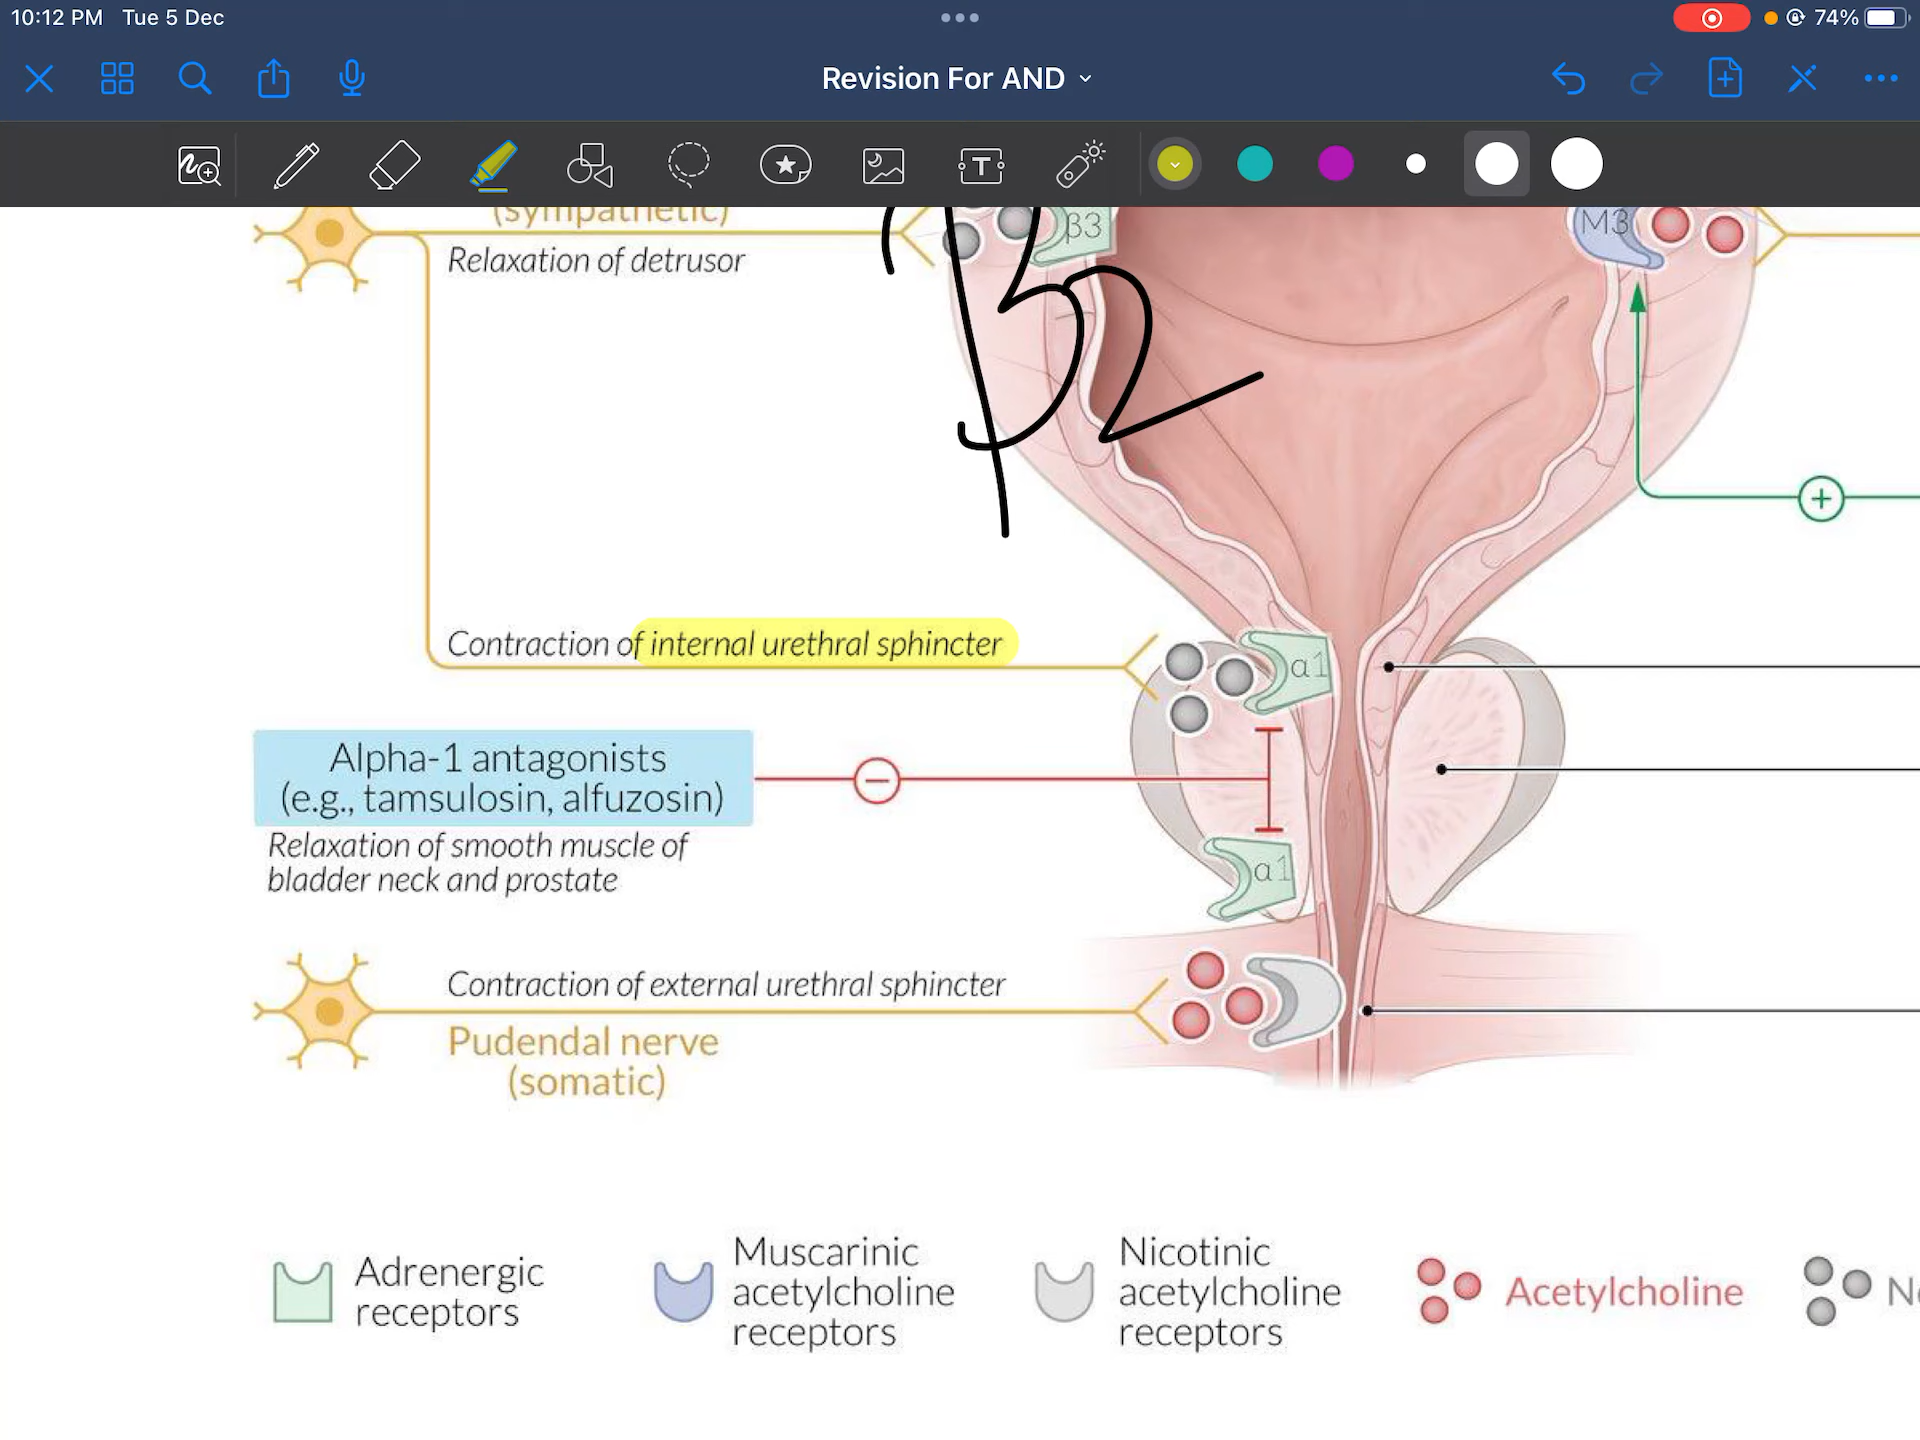 10:12 PM Tue 5 Dec
74%
Revision For AND
T
(sympathetic)
β3
M3
Relaxation of detrusor
β2
+
Contraction of internal urethral sphincter
α1
Alpha-1 antagonists
(e.g., tamsulosin, alfuzosin)
Relaxation of smooth muscle of
bladder neck and prostate
α1
Contraction of external urethral sphincter
Pudendal nerve
(somatic)
Adrenergic
receptors
Muscarinic
acetylcholine
receptors
Nicotinic
acetylcholine
receptors
Acetylcholine